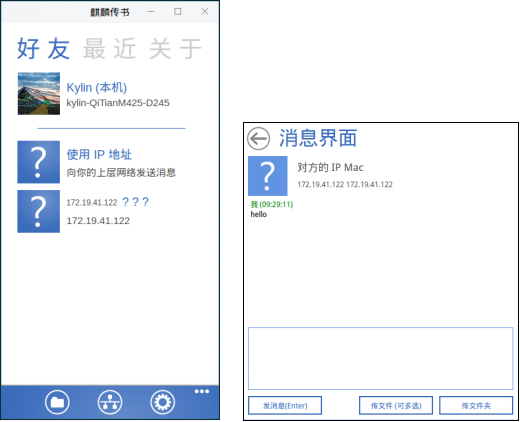 麒麟传书
好友 最近 关于
Kylin (本机)
kylin-QiTianM425-D245
使用 IP 地址
向你的上层网络发送消息
172.19.41.122 ? ? ?
172.19.41.122
消息界面
对方的 IP Mac
172.19.41.122 172.19.41.122
我 (09:29:11)
hello
发消息(Enter) 传文件 (可多选) 传文件夹